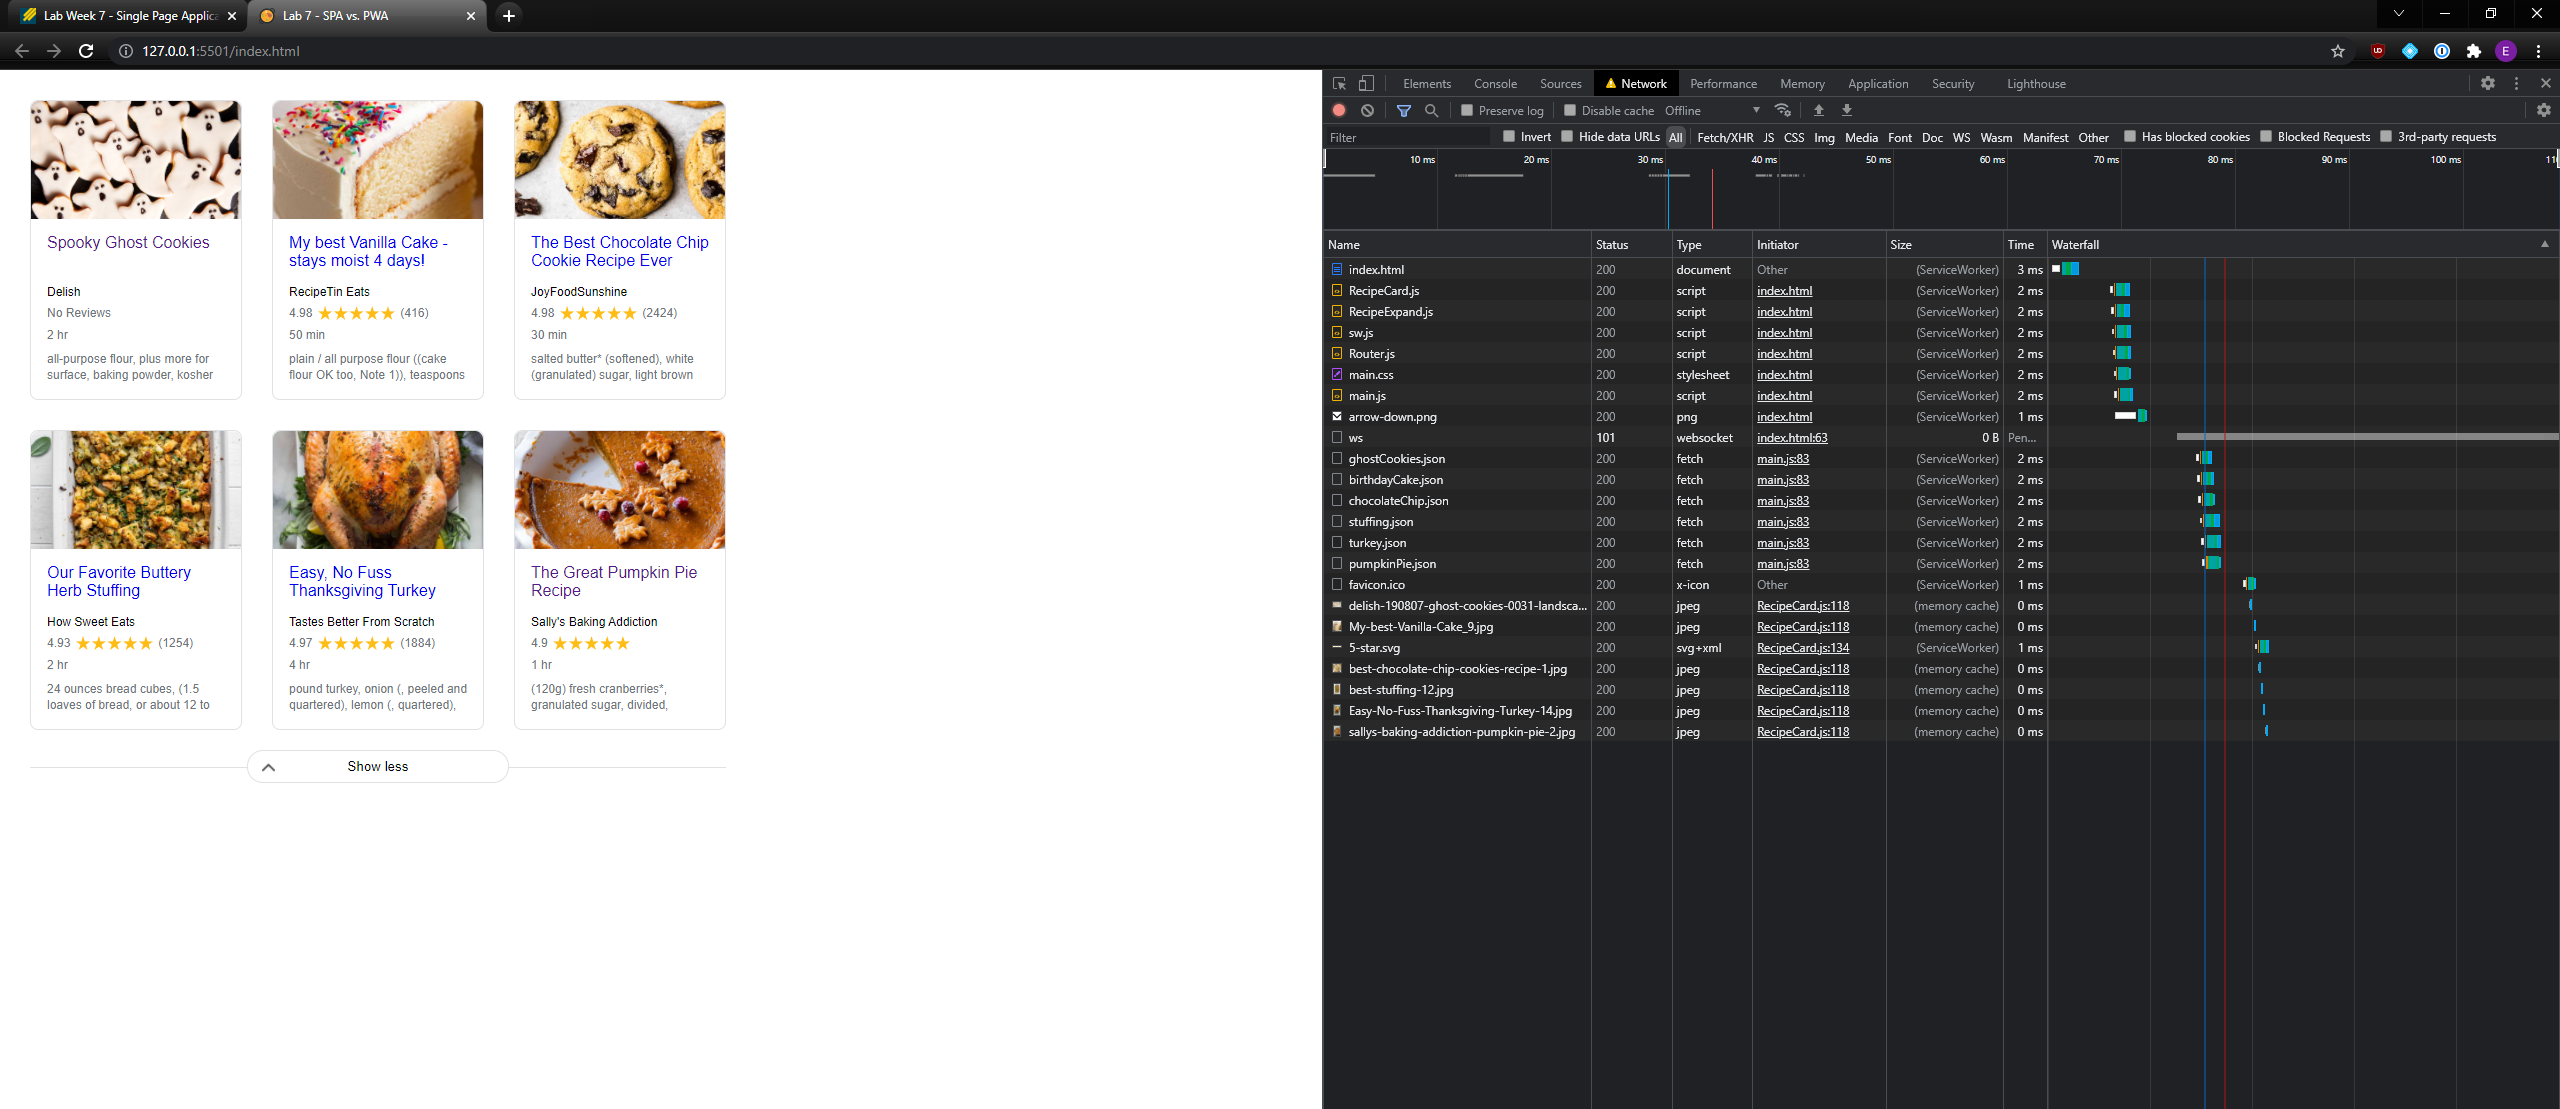 Lab Week 7 - Single Page Applica
Lab 7 - SPA vs. PWA
127.0.0.1:5501/index.html
E
Spooky Ghost Cookies
Delish
No Reviews
2 hr
all-purpose flour, plus more for
surface, baking powder, kosher
My best Vanilla Cake -
stays moist 4 days!
RecipeTin Eats
4.98 (416)
50 min
plain / all purpose flour ((cake
flour OK too, Note 1)), teaspoons
The Best Chocolate Chip
Cookie Recipe Ever
JoyFoodSunshine
4.98 (2424)
30 min
salted butter* (softened), white
(granulated) sugar, light brown
Our Favorite Buttery
Herb Stuffing
How Sweet Eats
4.93 (1254)
2 hr
24 ounces bread cubes, (1.5
loaves of bread, or about 12 to
Easy, No Fuss
Thanksgiving Turkey
Tastes Better From Scratch
4.97 (1884)
4 hr
pound turkey, onion (, peeled and
quartered), lemon (, quartered),
The Great Pumpkin Pie
Recipe
Sally's Baking Addiction
4.9
1 hr
(120g) fresh cranberries*,
granulated sugar, divided,
Show less
Elements Console Sources Network Performance Memory Application Security Lighthouse
Preserve log Disable cache Offline
Filter Invert Hide data URLs All Fetch/XHR JS CSS Img Media Font Doc WS Wasm Manifest Other Has blocked cookies Blocked Requests 3rd-party requests
10 ms 20 ms 30 ms 40 ms 50 ms 60 ms 70 ms 80 ms 90 ms 100 ms 11
Name Status Type Initiator Size Time Waterfall
index.html 200 document Other (ServiceWorker) 3 ms
RecipeCard.js 200 script index.html (ServiceWorker) 2 ms
RecipeExpand.js 200 script index.html (ServiceWorker) 2 ms
sw.js 200 script index.html (ServiceWorker) 2 ms
Router.js 200 script index.html (ServiceWorker) 2 ms
main.css 200 stylesheet index.html (ServiceWorker) 2 ms
main.js 200 script index.html (ServiceWorker) 2 ms
arrow-down.png 200 png index.html (ServiceWorker) 1 ms
ws 101 websocket index.html:63 0 B Pen...
ghostCookies.json 200 fetch main.js:83 (ServiceWorker) 2 ms
birthdayCake.json 200 fetch main.js:83 (ServiceWorker) 2 ms
chocolateChip.json 200 fetch main.js:83 (ServiceWorker) 2 ms
stuffing.json 200 fetch main.js:83 (ServiceWorker) 2 ms
turkey.json 200 fetch main.js:83 (ServiceWorker) 2 ms
pumpkinPie.json 200 fetch main.js:83 (ServiceWorker) 2 ms
favicon.ico 200 x-icon Other (ServiceWorker) 1 ms
delish-190807-ghost-cookies-0031-landsca... 200 jpeg RecipeCard.js:118 (memory cache) 0 ms
My-best-Vanilla-Cake_9.jpg 200 jpeg RecipeCard.js:118 (memory cache) 0 ms
5-star.svg 200 svg+xml RecipeCard.js:134 (ServiceWorker) 1 ms
best-chocolate-chip-cookies-recipe-1.jpg 200 jpeg RecipeCard.js:118 (memory cache) 0 ms
best-stuffing-12.jpg 200 jpeg RecipeCard.js:118 (memory cache) 0 ms
Easy-No-Fuss-Thanksgiving-Turkey-14.jpg 200 jpeg RecipeCard.js:118 (memory cache) 0 ms
sallys-baking-addiction-pumpkin-pie-2.jpg 200 jpeg RecipeCard.js:118 (memory cache) 0 ms